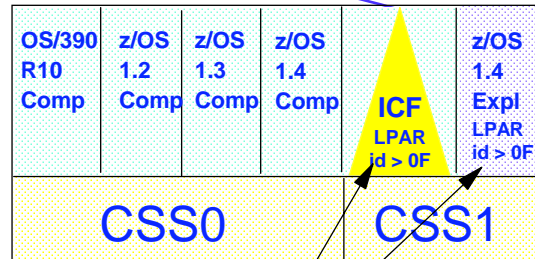 OS/390
R10
Comp
z/OS
1.2
Comp
z/OS
1.3
Comp
z/OS
1.4
Comp
ICF
LPAR
id > 0F
z/OS
1.4
Expl
LPAR
id > 0F
CSS0
CSS1